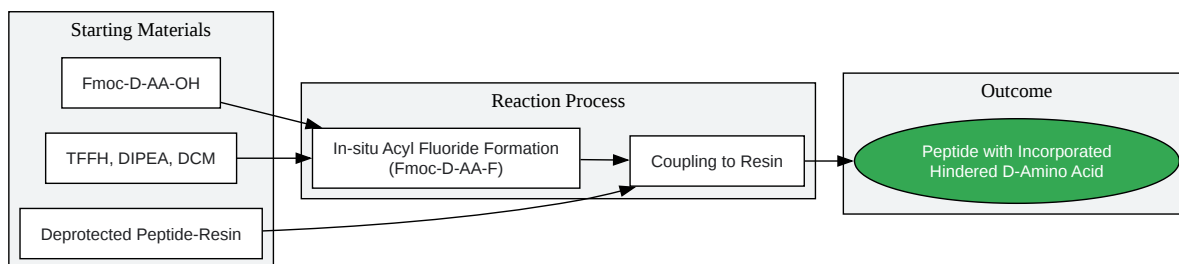 Starting Materials
Fmoc-D-AA-OH
TFFH, DIPEA, DCM
Deprotected Peptide-Resin
Reaction Process
In-situ Acyl Fluoride Formation
(Fmoc-D-AA-F)
Coupling to Resin
Outcome
Peptide with Incorporated
Hindered D-Amino Acid